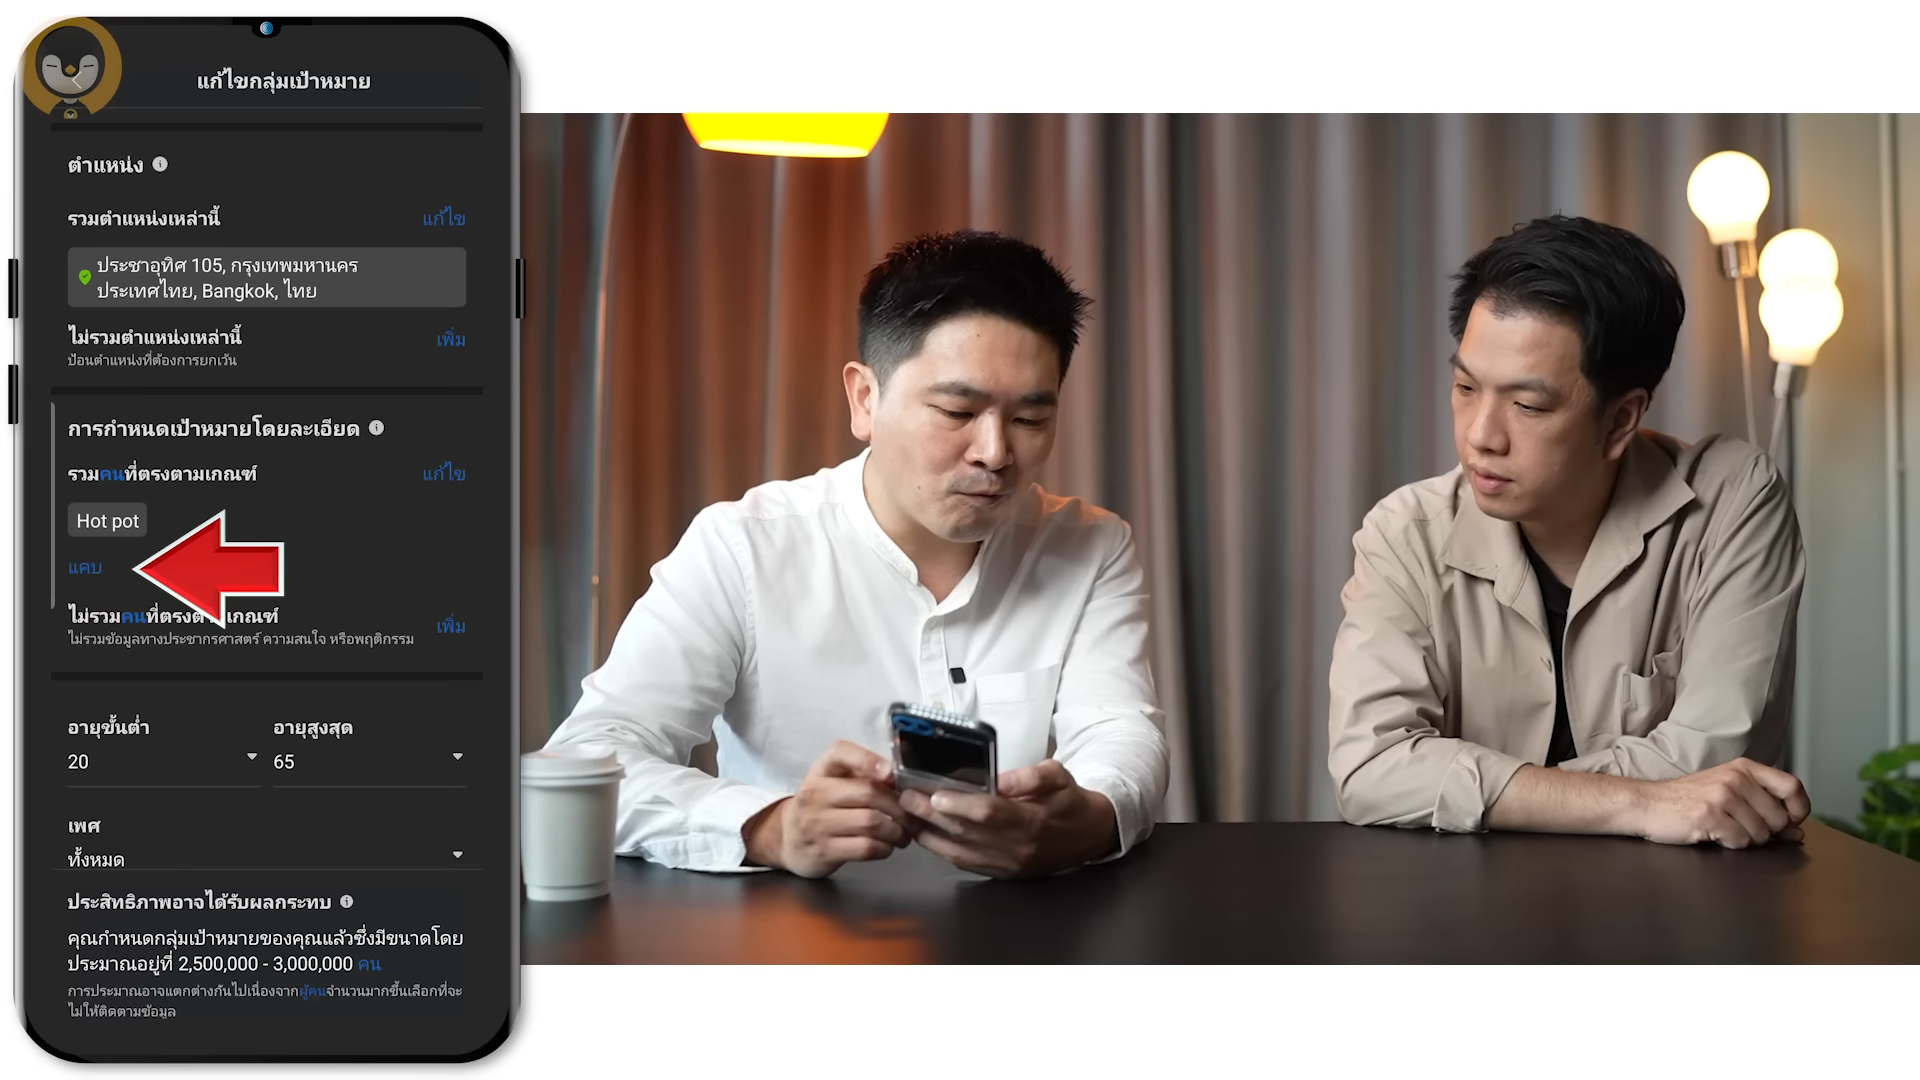 แก้ไขกลุ่มเป้าหมาย
ตำแหน่ง
รวมตำแหน่งเหล่านี้ แก้ไข
ประชาอุทิศ 105, กรุงเทพมหานคร
ประเทศไทย, Bangkok, ไทย
ไม่รวมตำแหน่งเหล่านี้ เพิ่ม
ป้อนตำแหน่งที่ต้องการยกเว้น
การกำหนดเป้าหมายโดยละเอียด
รวมคนที่ตรงตามเกณฑ์ แก้ไข
Hot pot
แคบ
ไม่รวมคนที่ตรงตามเกณฑ์ เพิ่ม
ไม่รวมข้อมูลทางประชากรศาสตร์ ความสนใจ หรือพฤติกรรม
อายุขั้นต่ำ อายุสูงสุด
20 65
เพศ
ทั้งหมด
ประสิทธิภาพอาจได้รับผลกระทบ
คุณกำหนดกลุ่มเป้าหมายของคุณแล้วซึ่งมีขนาดโดย
ประมาณอยู่ที่ 2,500,000 - 3,000,000 คน
การประมาณอาจแตกต่างกันไปเนื่องจากผู้คนจำนวนมากขึ้นเลือกที่จะ
ไม่ให้ติดตามข้อมูล